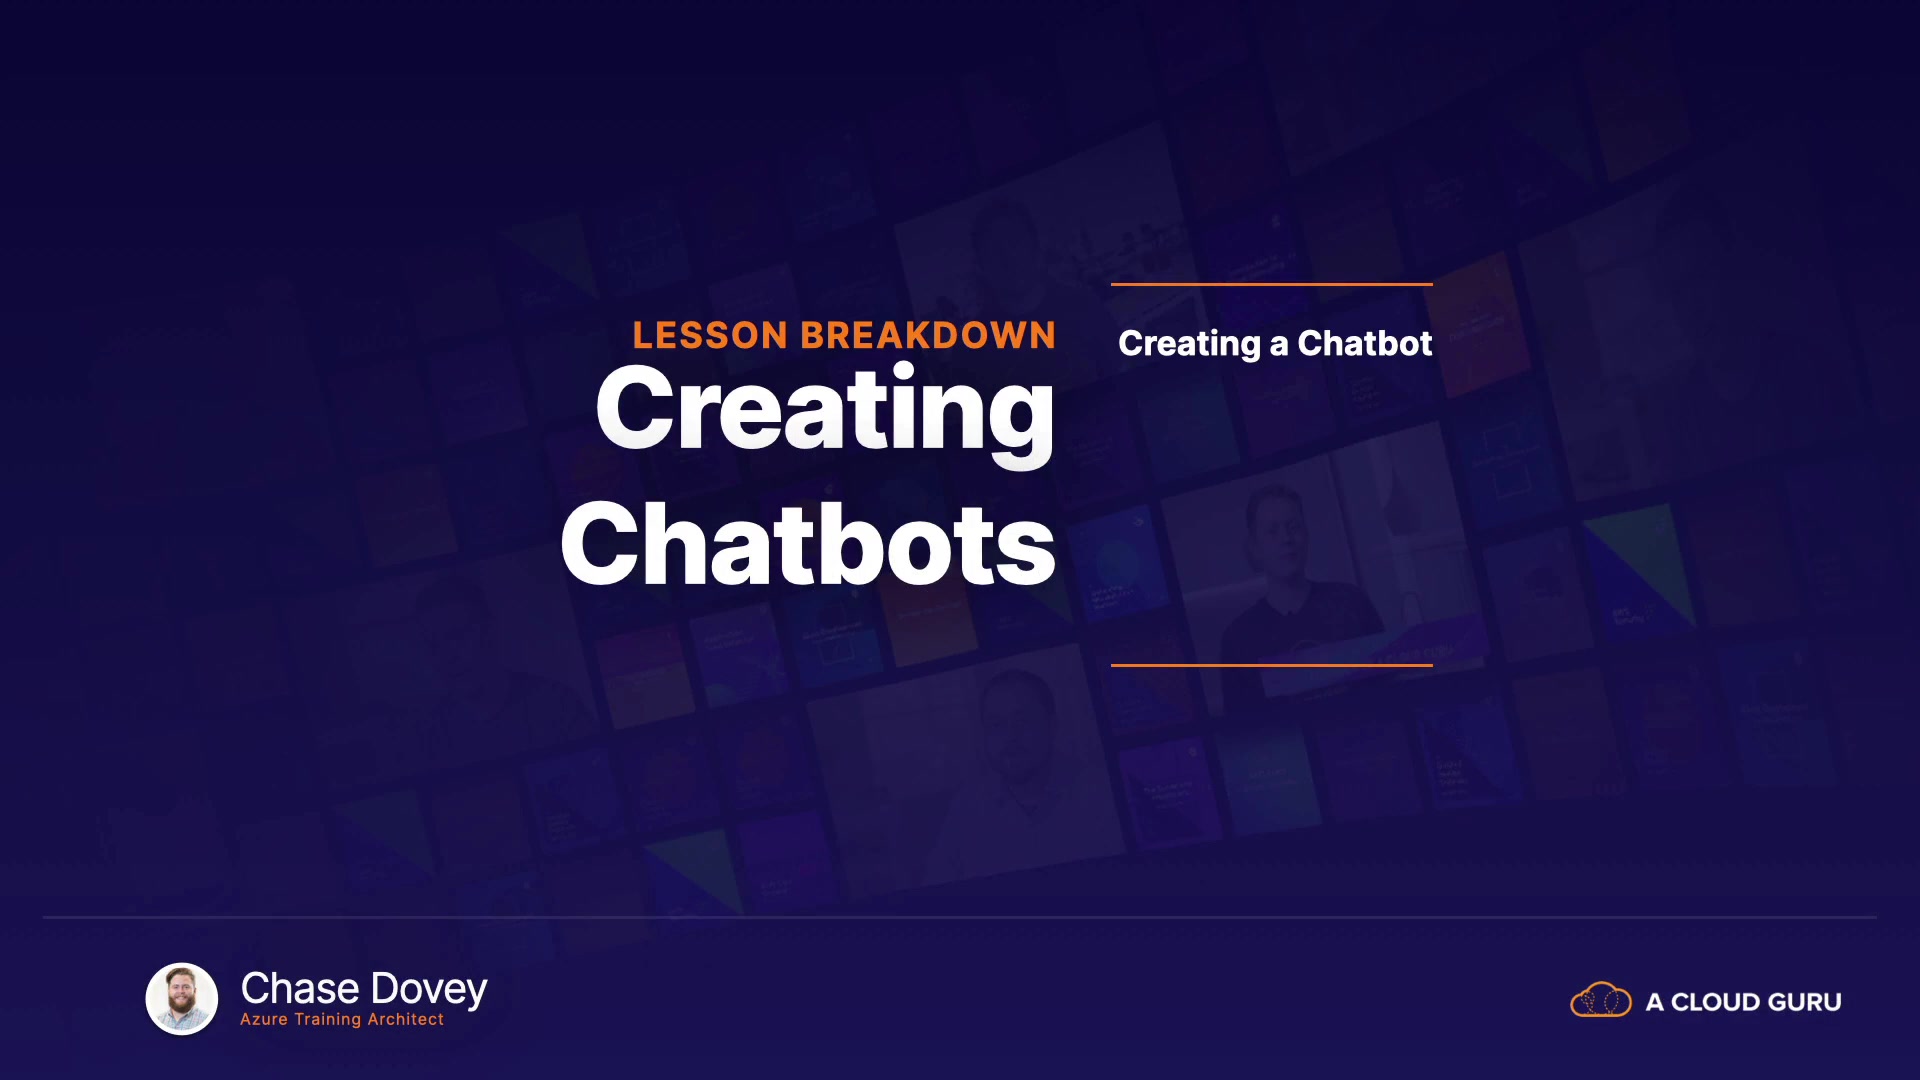 LESSON BREAKDOWN
Creating
Chatbots
Creating a Chatbot
Chase Dovey
Azure Training Architect
A CLOUD GURU